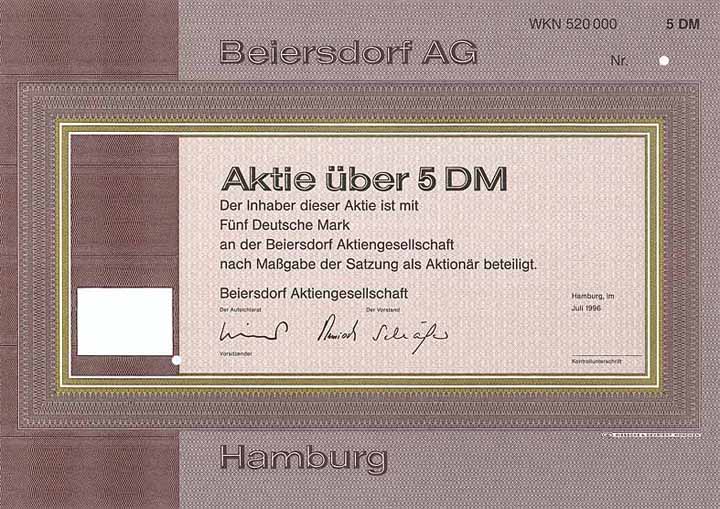 WKN 520 000 5 DM
Beiersdorf AG
Nr.
Aktie über 5 DM
Der Inhaber dieser Aktie ist mit
Fünf Deutsche Mark
an der Beiersdorf Aktiengesellschaft
nach Maßgabe der Satzung als Aktionär beteiligt.
Beiersdorf Aktiengesellschaft
Hamburg, im
Juli 1996
Der Aufsichtsrat Der Vorstand
Vorsitzender
Kontrollunterschrift
Hamburg